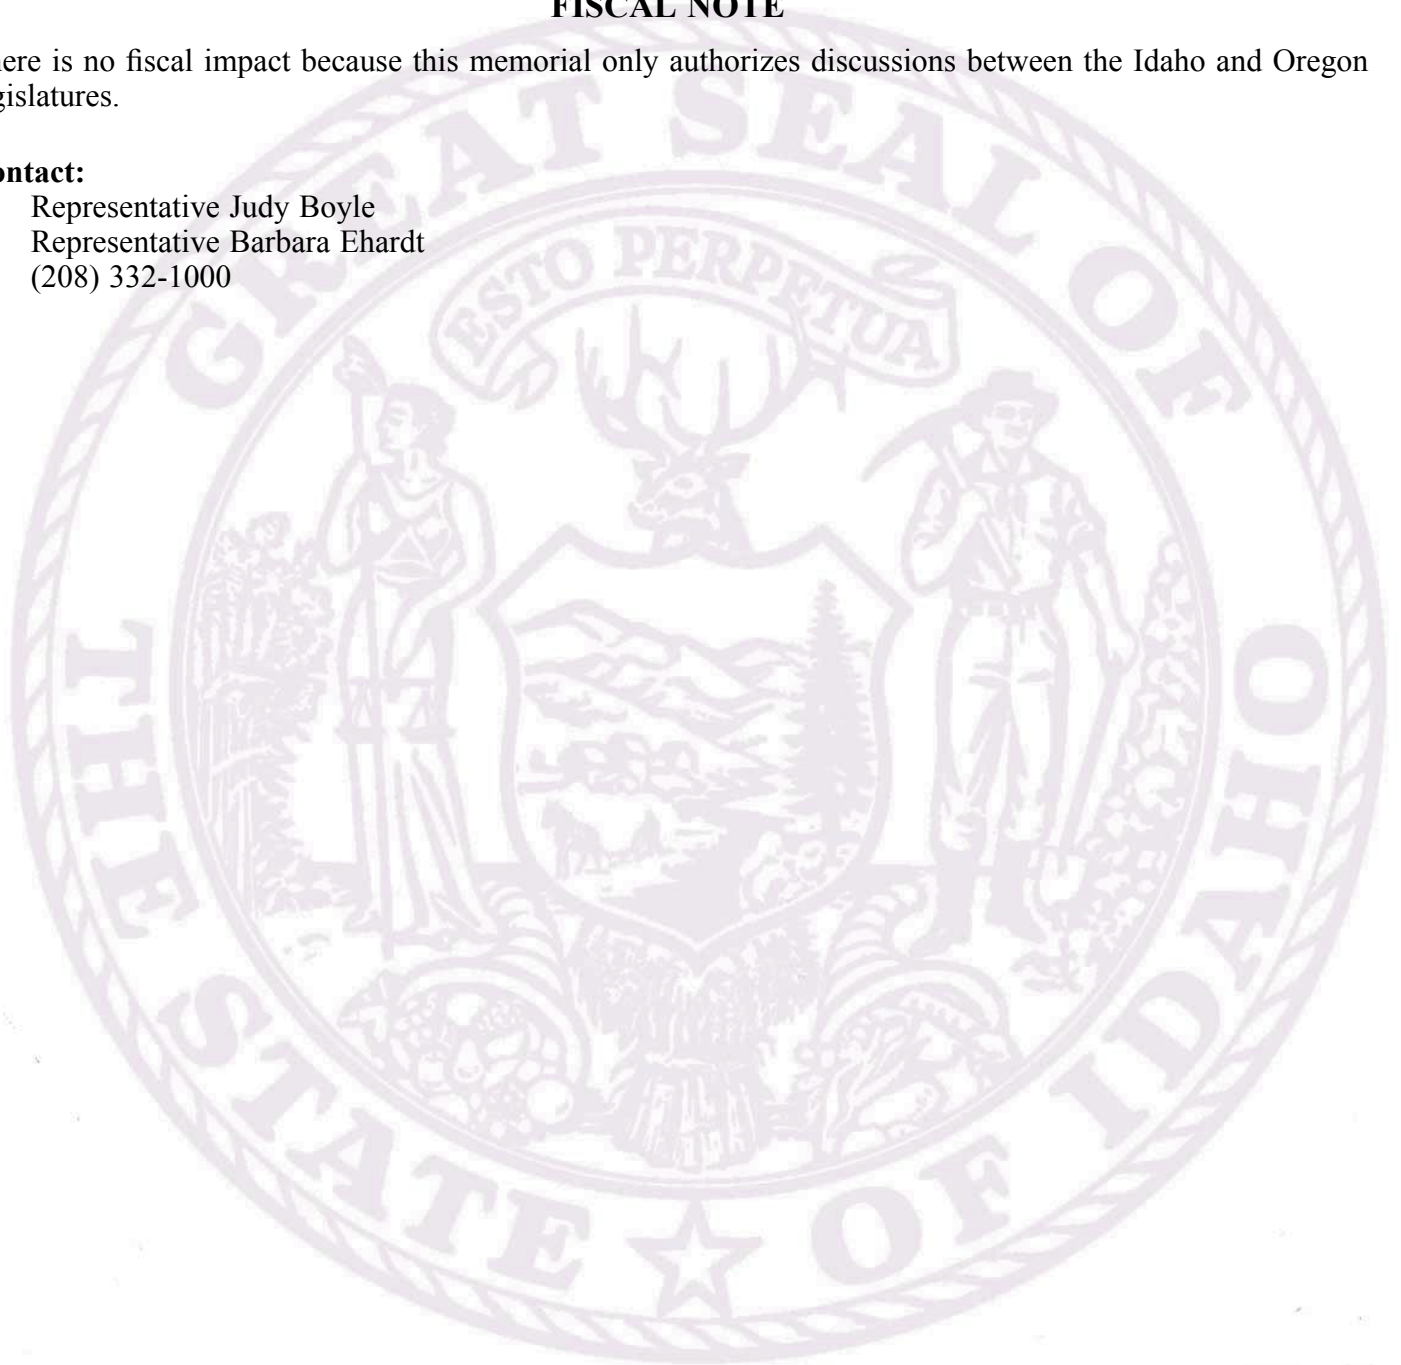 FISCAL NOTE
here is no fiscal impact because this memorial only authorizes discussions between the Idaho and Oregon
gislatures.
ontact:
Representative Judy Boyle
Representative Barbara Ehardt
(208) 332-1000
GREAT SEAL OF
ESTO PERPETUA
THE
STATE OF IDAHO